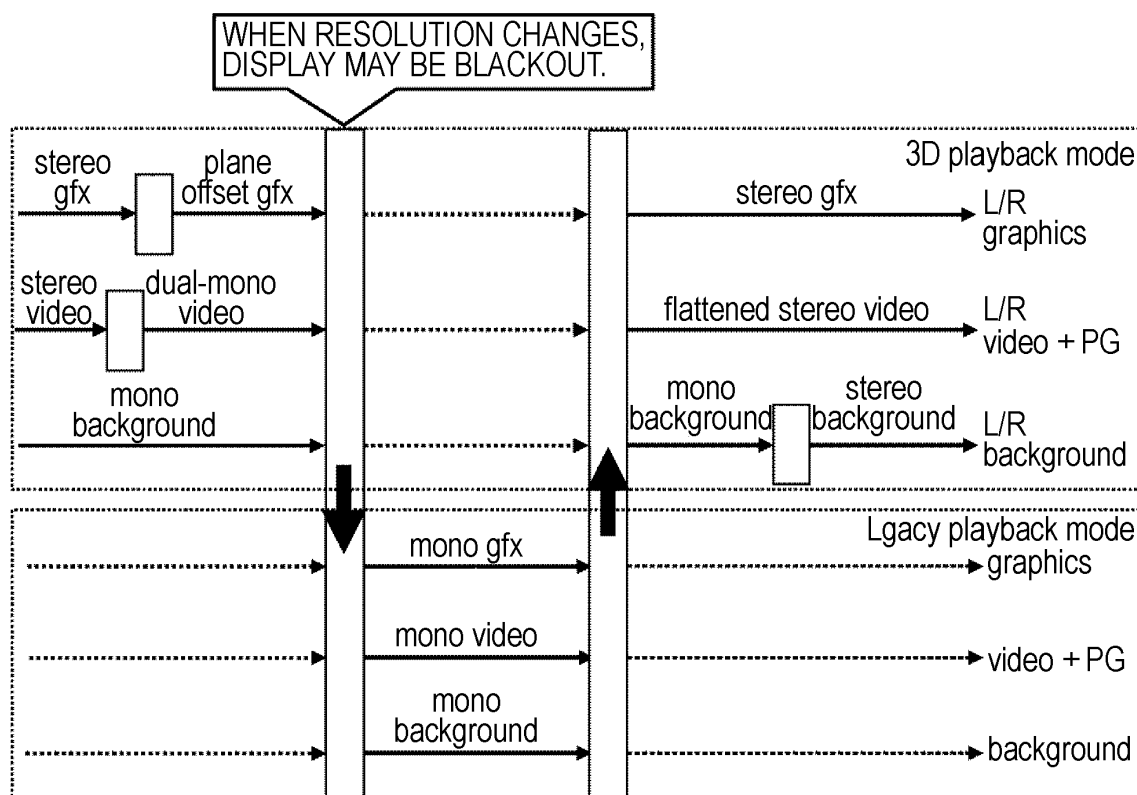 WHEN RESOLUTION CHANGES,
DISPLAY MAY BE BLACKOUT.
3D playback mode
stereo
gfx
plane
offset gfx
stereo gfx
L/R
graphics
stereo
video
dual-mono
video
flattened stereo video
L/R
video + PG
mono
background
mono
background
stereo
background
L/R
background
Lgacy playback mode
mono gfx
graphics
mono video
video + PG
mono
background
background